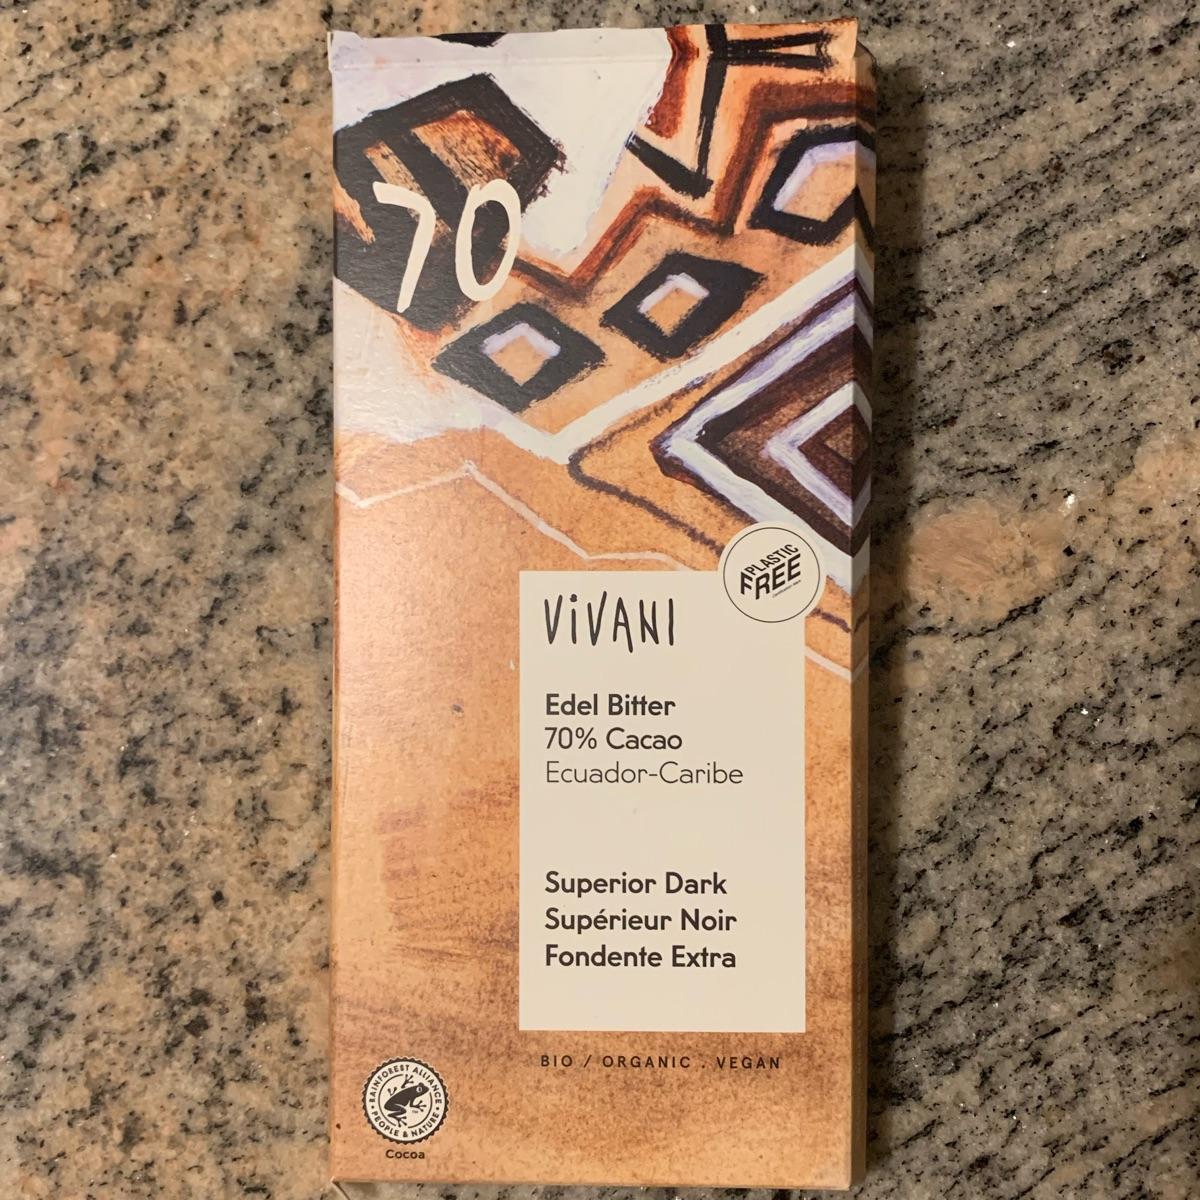 70
PLASTIC
FREE
ViVANI
Edel Bitter
70% Cacao
Ecuador-Caribe
Superior Dark
Supérieur Noir
Fondente Extra
BIO / ORGANIC . VEGAN
RAINFOREST ALLIANCE
PEOPLE & NATURE
Cocoa